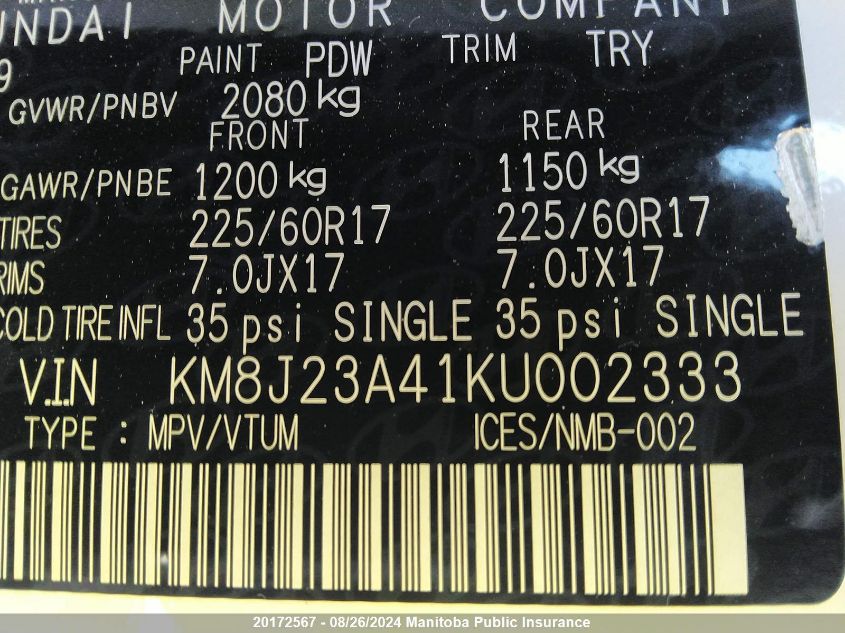 HYUNDAI MOTOR COMPANY
9 PAINT PDW TRIM TRY
GVWR/PNBV 2080 kg
FRONT REAR
GAWR/PNBE 1200 kg 1150 kg
TIRES 225/60R17 225/60R17
RIMS 7.0JX17 7.0JX17
COLD TIRE INFL 35 psi SINGLE 35 psi SINGLE
V.I.N KM8J23A41KU002333
TYPE : MPV/VTUM ICES/NMB-002
20172567 - 08/26/2024 Manitoba Public Insurance